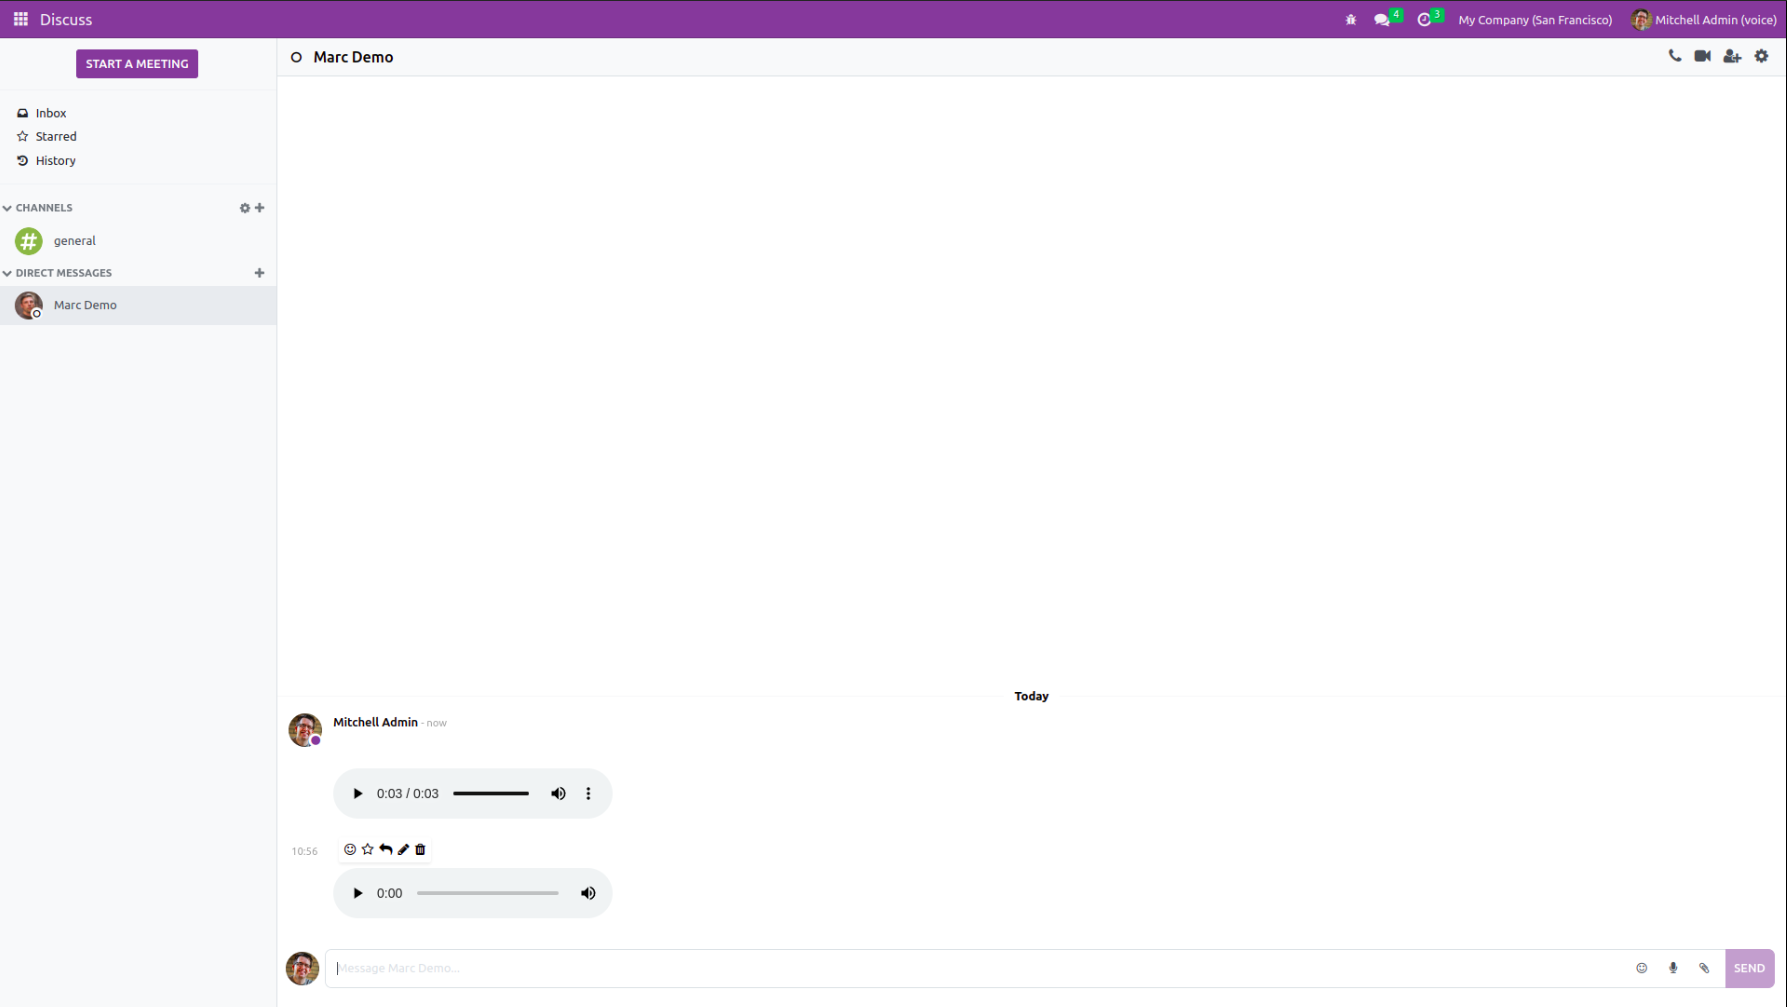 Discuss
4
3
My Company (San Francisco)
Mitchell Admin (voice)
START A MEETING
Marc Demo
Inbox
Starred
History
CHANNELS
general
DIRECT MESSAGES
Marc Demo
Today
Mitchell Admin - now
0:03 / 0:03
10:56
0:00
Message Marc Demo...
SEND